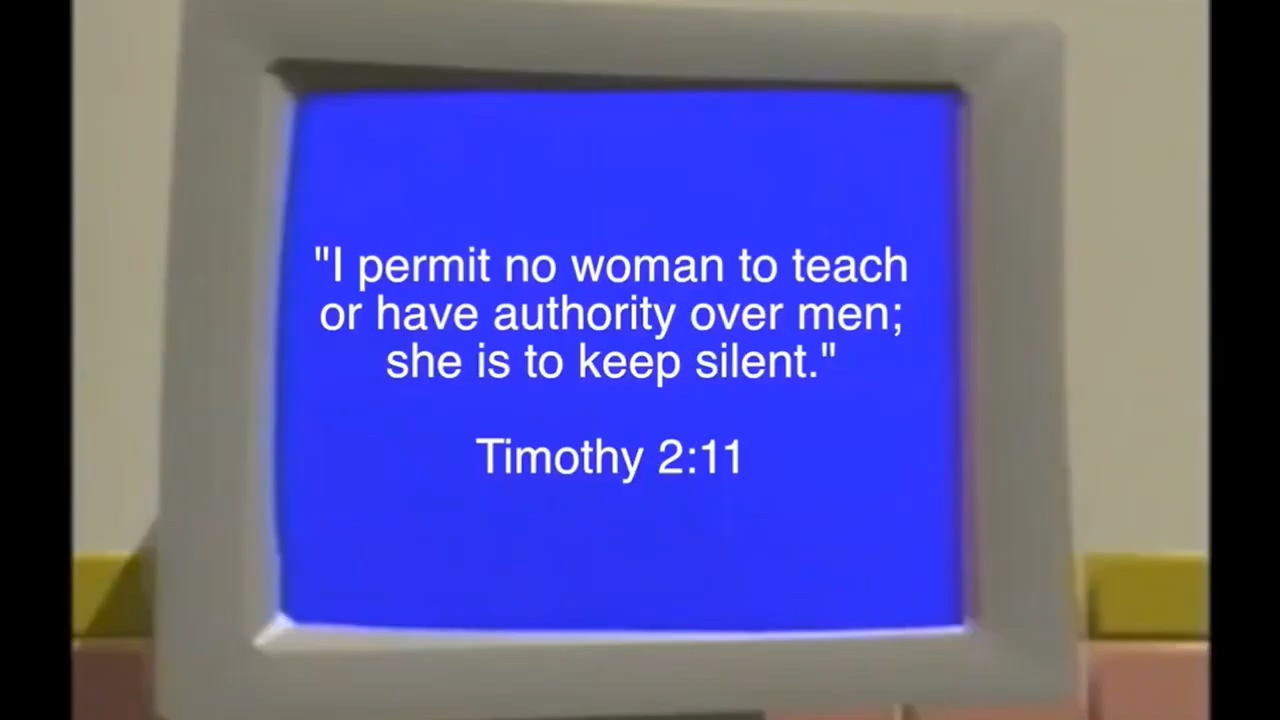 "I permit no woman to teach
or have authority over men;
she is to keep silent."
Timothy 2:11